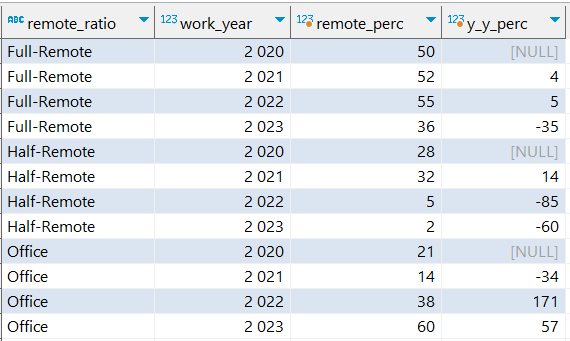 ABC remote_ratio 123 work_year 123 remote_perc 123 y_y_perc
Full-Remote 2 020 50 [NULL]
Full-Remote 2 021 52 4
Full-Remote 2 022 55 5
Full-Remote 2 023 36 -35
Half-Remote 2 020 28 [NULL]
Half-Remote 2 021 32 14
Half-Remote 2 022 5 -85
Half-Remote 2 023 2 -60
Office 2 020 21 [NULL]
Office 2 021 14 -34
Office 2 022 38 171
Office 2 023 60 57